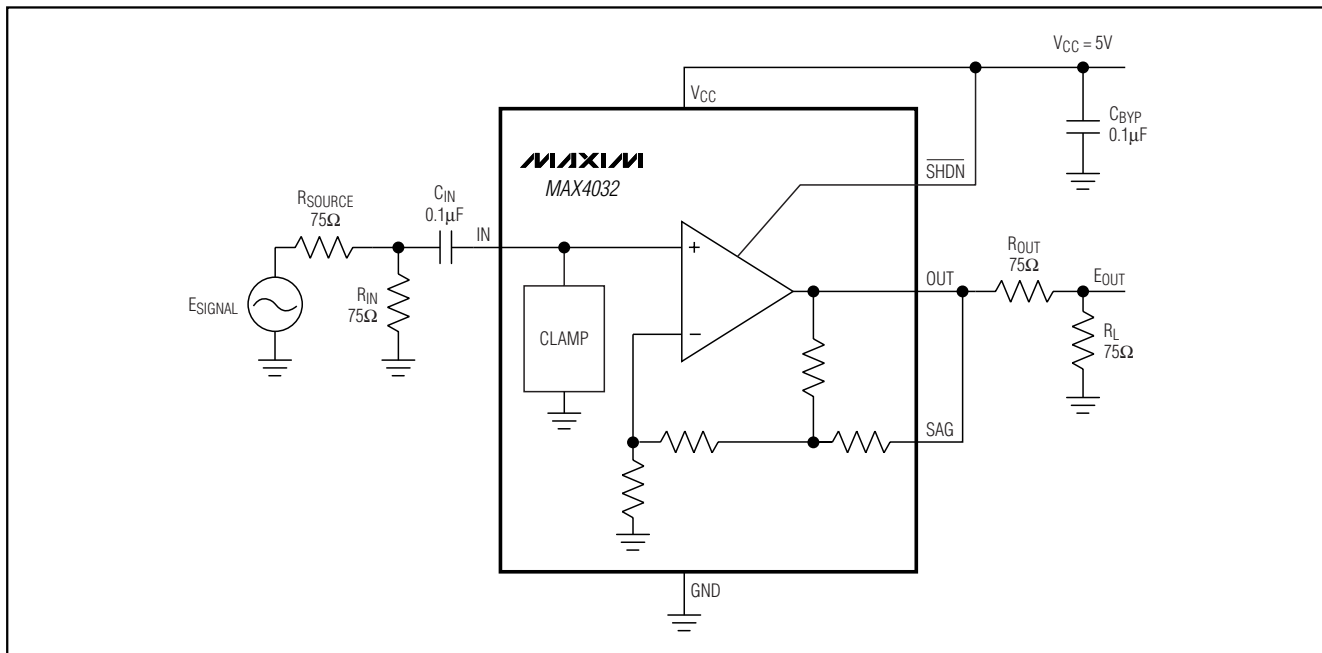 VCC = 5V
VCC
CBYP
0.1µF
MAXIM
MAX4032
SHDN
RSOURCE
75Ω
CIN
0.1µF
IN
+
ROUT
75Ω
OUT
EOUT
ESIGNAL
RIN
75Ω
CLAMP
−
RL
75Ω
SAG
GND